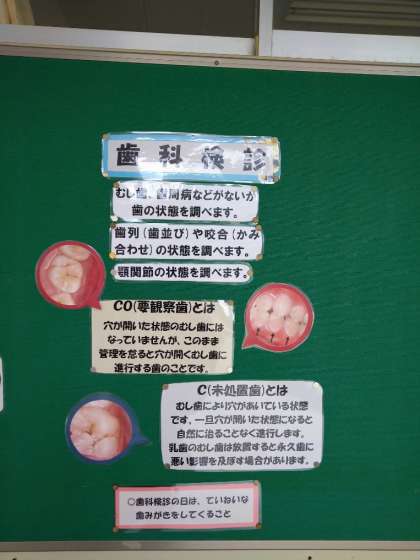 歯科検診
むし歯、歯周病などがないか
歯の状態を調べます。
歯列(歯並び)や咬合(かみ
合わせ)の状態を調べます。
顎関節の状態を調べます。
CO(要観察歯)とは
穴が開いた状態のむし歯には
なっていませんが、このまま
管理を怠ると穴が開くむし歯に
進行する歯のことです。
C(未処置歯)とは
むし歯により穴があいている状態
です、一旦穴が開いた状態になると
自然に治ることなく進行します。
乳歯のむし歯は放置すると永久歯に
悪い影響を及ぼす場合があります。
○歯科検診の日は、ていねいな
歯みがきをしてくること